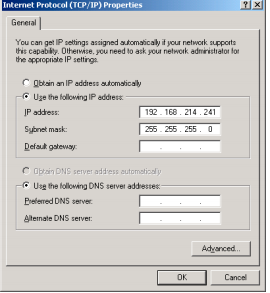 Internet Protocol (TCP/IP) Properties
General
You can get IP settings assigned automatically if your network supports
this capability. Otherwise, you need to ask your network administrator for
the appropriate IP settings.
Obtain an IP address automatically
Use the following IP address:
IP address: 192 . 168 . 214 . 241
Subnet mask: 255 . 255 . 255 . 0
Default gateway: . . .
Obtain DNS server address automatically
Use the following DNS server addresses:
Preferred DNS server: . . .
Alternate DNS server: . . .
Advanced...
OK Cancel